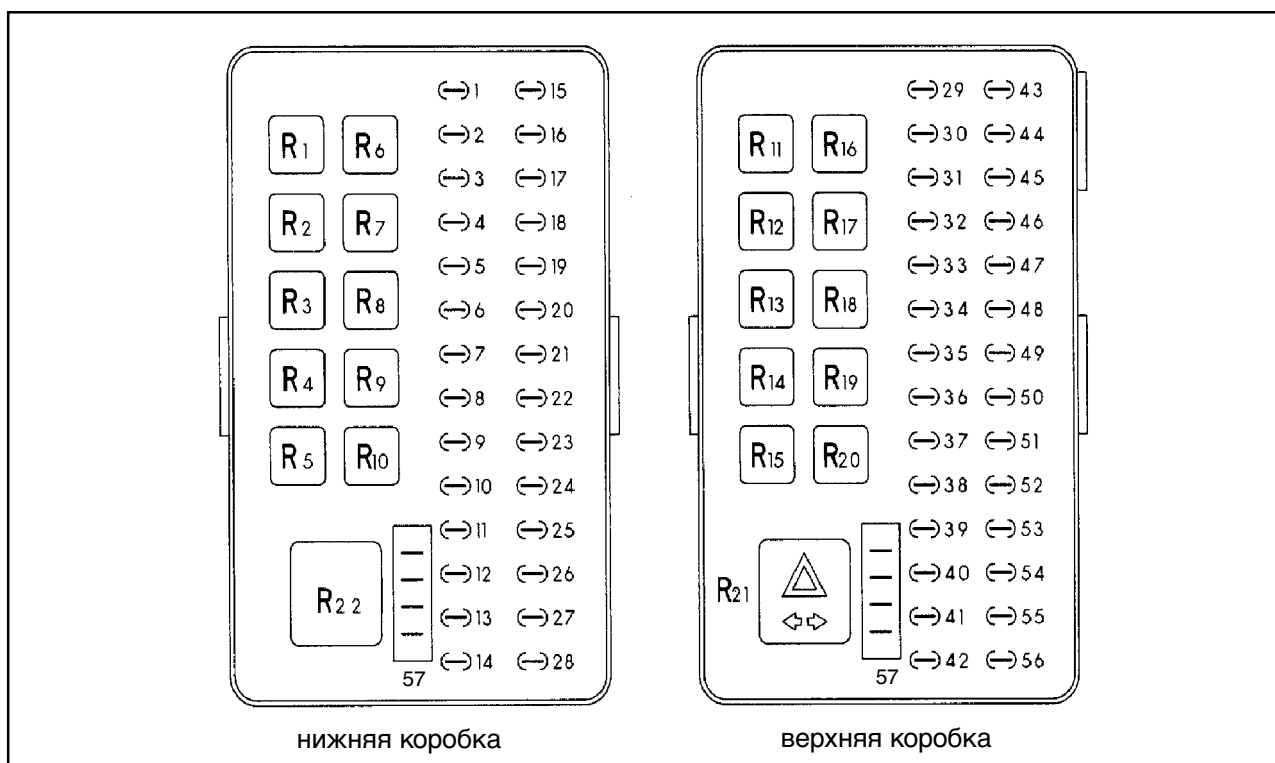 1 15
R1 R6 2 16
3 17
R2 R7 4 18
5 19
R3 R8 6 20
7 21
R4 R9 8 22
9 23
R5 R10 10 24
11 25
R22 12 26
13 27
14 28
57
нижняя коробка
29 43
R11 R16 30 44
31 45
R12 R17 32 46
33 47
R13 R18 34 48
35 49
R14 R19 36 50
37 51
R15 R20 38 52
39 53
R21 40 54
41 55
42 56
57
верхняя коробка